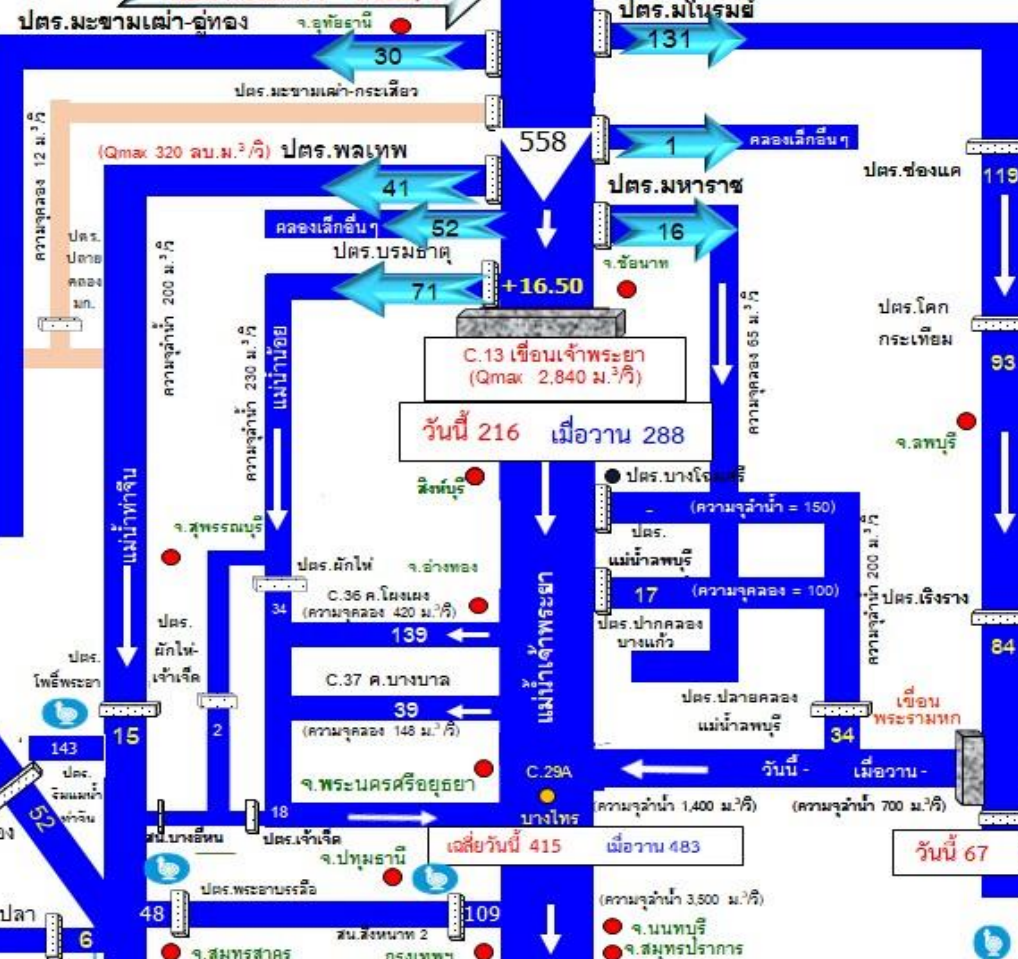 ปตร.มะขามเฒ่า-อู่ทอง
จ.อุทัยธานี
ปตร.มโนรมย์
30
131
ปตร.มะขามเฒ่า-กระเสียว
558
1
คลองเล็กอื่นๆ
(Qmax 320 ลบ.ม.³/วิ) ปตร.พลเทพ
ปตร.ช่องแค
119
41
ปตร.มหาราช
ความจุคลอง 12 ม.³/วิ
คลองเล็กอื่นๆ
52
16
ปตร.
ปลาย
คลอง
มก.
ปตร.บรมธาตุ
จ.ชัยนาท
71
+16.50
ความจุลำน้ำ 200 ม.³/วิ
ความจุลำน้ำ 230 ม.³/วิ
แม่น้ำน้อย
ความจุคลอง 65 ม.³/วิ
ปตร.โคก
กระเทียม
93
C.13 เขื่อนเจ้าพระยา
(Qmax 2,840 ม.³/วิ)
วันนี้ 216 เมื่อวาน 288
จ.ลพบุรี
สิงห์บุรี
ปตร.บางโฉมศรี
- (ความจุลำน้ำ = 150)
แม่น้ำท่าจีน
จ.สุพรรณบุรี
ปตร.
แม่น้ำลพบุรี
ความจุลำน้ำ 200 ม.³/วิ
ปตร.ผักไห่
จ.อ่างทอง
17
(ความจุคลอง = 100)
ปตร.เริงราง
34
C.36 ค.โผงเผง
(ความจุคลอง 420 ม.³/วิ)
139
ปตร.ปากคลอง
บางแก้ว
84
ปตร.
ผักไห่-
เจ้าเจ็ด
ปตร.
โพธิ์พระยา
C.37 ค.บางบาล
39
(ความจุคลอง 148 ม.³/วิ)
แม่น้ำเจ้าพระยา
ปตร.ปลายคลอง
แม่น้ำลพบุรี
เขื่อน
พระรามหก
15
2
34
143
ปตร.
ริมแม่น้ำ
ท่าจีน
จ.พระนครศรีอยุธยา
C.29A
วันนี้ - เมื่อวาน -
52
18
บางไทร
(ความจุลำน้ำ 1,400 ม.³/วิ)
(ความจุลำน้ำ 700 ม.³/วิ)
สน.บางยี่หน
ปตร.เจ้าเจ็ด
เฉลี่ยวันนี้ 415 เมื่อวาน 483
วันนี้ 67
จ.ปทุมธานี
ปตร.พระยาบรรลือ
48
109
(ความจุลำน้ำ 3,500 ม.³/วิ)
ปลา
6
สน.สิงหนาท 2
จ.นนทบุรี
จ.สมุทรสาคร
กรุงเทพฯ
จ.สมุทรปราการ